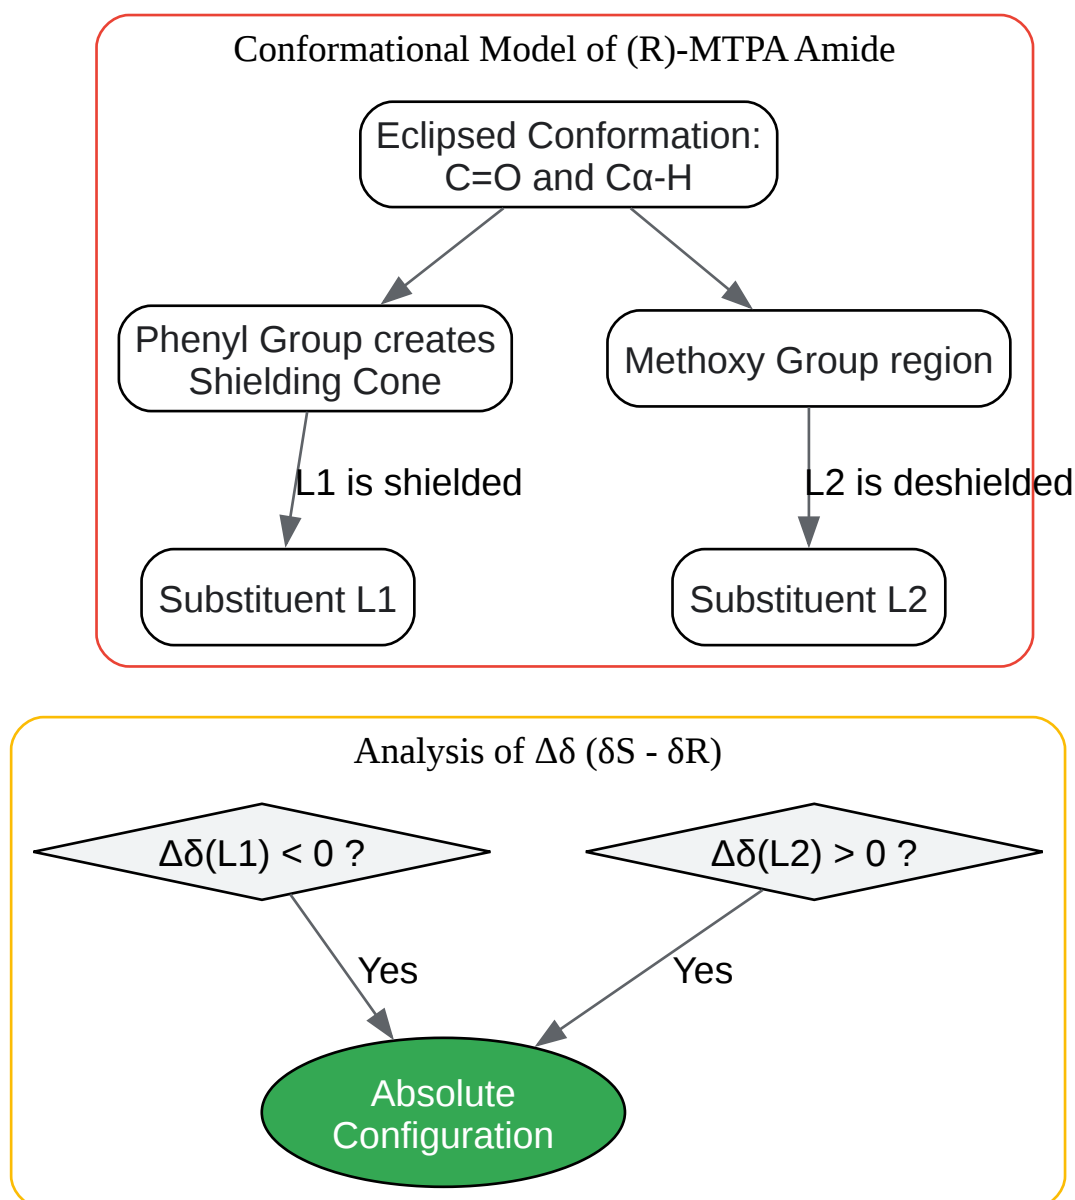 Conformational Model of (R)-MTPA Amide
Eclipsed Conformation:
C=O and Cα-H
Phenyl Group creates
Shielding Cone
Methoxy Group region
L1 is shielded
L2 is deshielded
Substituent L1
Substituent L2
Analysis of Δδ (δS - δR)
Δδ(L1) < 0 ?
Δδ(L2) > 0 ?
Yes
Yes
Absolute
Configuration